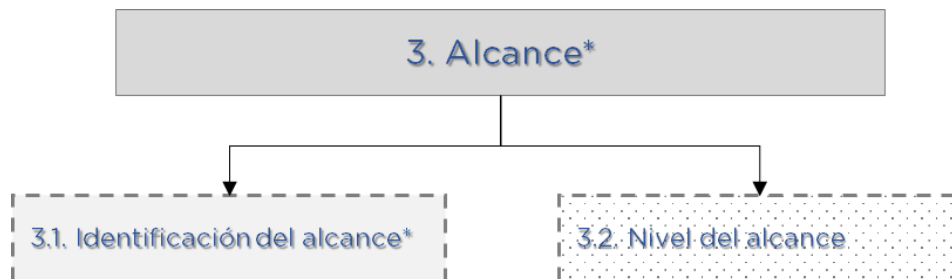 3. Alcance*
3.1. Identificación del alcance*
3.2. Nivel del alcance